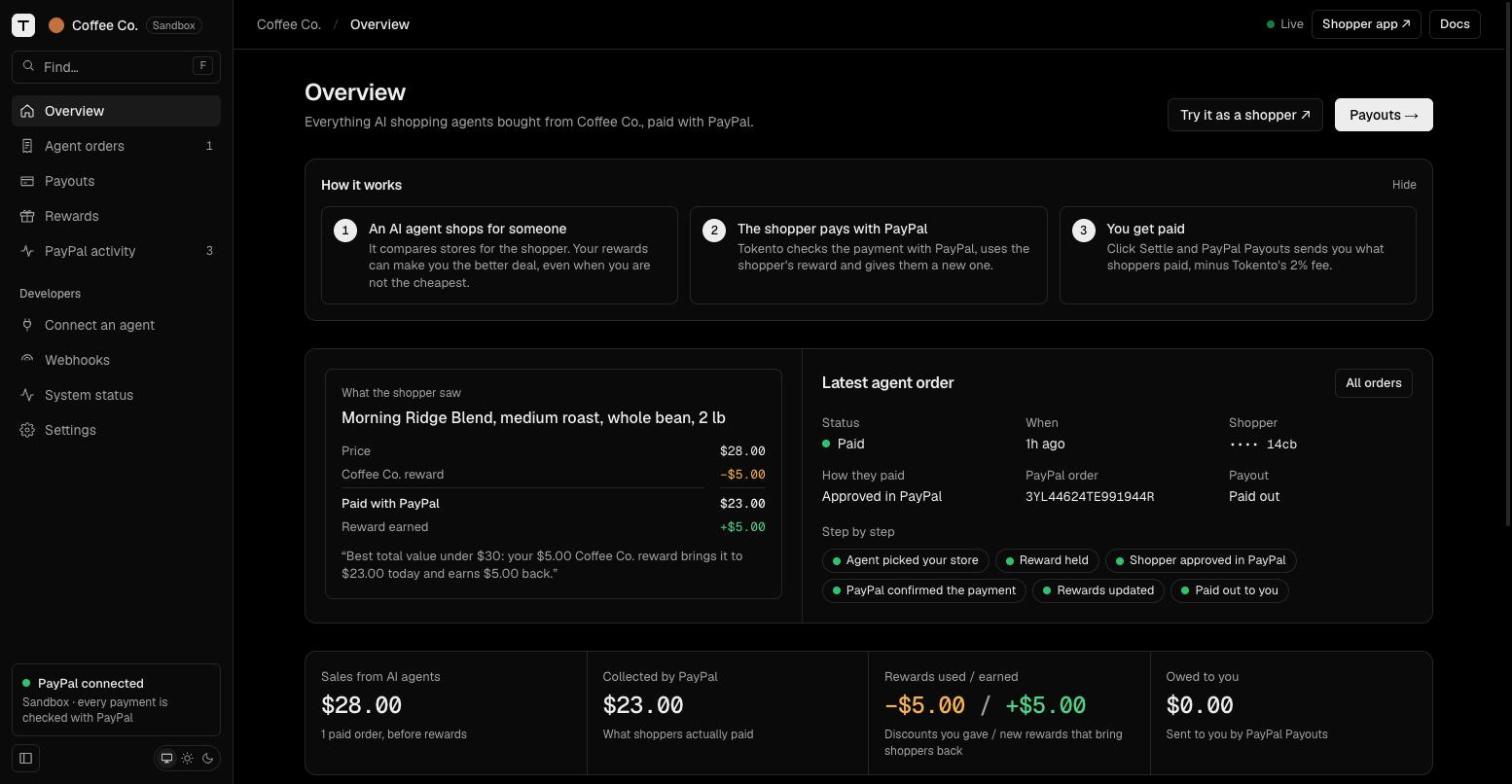 T Coffee Co. Sandbox
Find... F
Overview
Agent orders 1
Payouts
Rewards
PayPal activity 3
Developers
Connect an agent
Webhooks
System status
Settings
PayPal connected
Sandbox · every payment is
checked with PayPal
Coffee Co. / Overview
Live Shopper app ↗ Docs
Overview
Everything AI shopping agents bought from Coffee Co., paid with PayPal.
Try it as a shopper ↗ Payouts →
How it works Hide
1 An AI agent shops for someone
It compares stores for the shopper. Your rewards
can make you the better deal, even when you are
not the cheapest.
2 The shopper pays with PayPal
Tokento checks the payment with PayPal, uses the
shopper's reward and gives them a new one.
3 You get paid
Click Settle and PayPal Payouts sends you what
shoppers paid, minus Tokento's 2% fee.
What the shopper saw
Morning Ridge Blend, medium roast, whole bean, 2 lb
Price $28.00
Coffee Co. reward −$5.00
Paid with PayPal $23.00
Reward earned +$5.00
“Best total value under $30: your $5.00 Coffee Co. reward brings it to
$23.00 today and earns $5.00 back.”
Latest agent order All orders
Status When Shopper
Paid 1h ago •••• 14cb
How they paid PayPal order Payout
Approved in PayPal 3YL44624TE991944R Paid out
Step by step
Agent picked your store Reward held Shopper approved in PayPal
PayPal confirmed the payment Rewards updated Paid out to you
Sales from AI agents
$28.00
1 paid order, before rewards
Collected by PayPal
$23.00
What shoppers actually paid
Rewards used / earned
−$5.00 / +$5.00
Discounts you gave / new rewards that bring
shoppers back
Owed to you
$0.00
Sent to you by PayPal Payouts